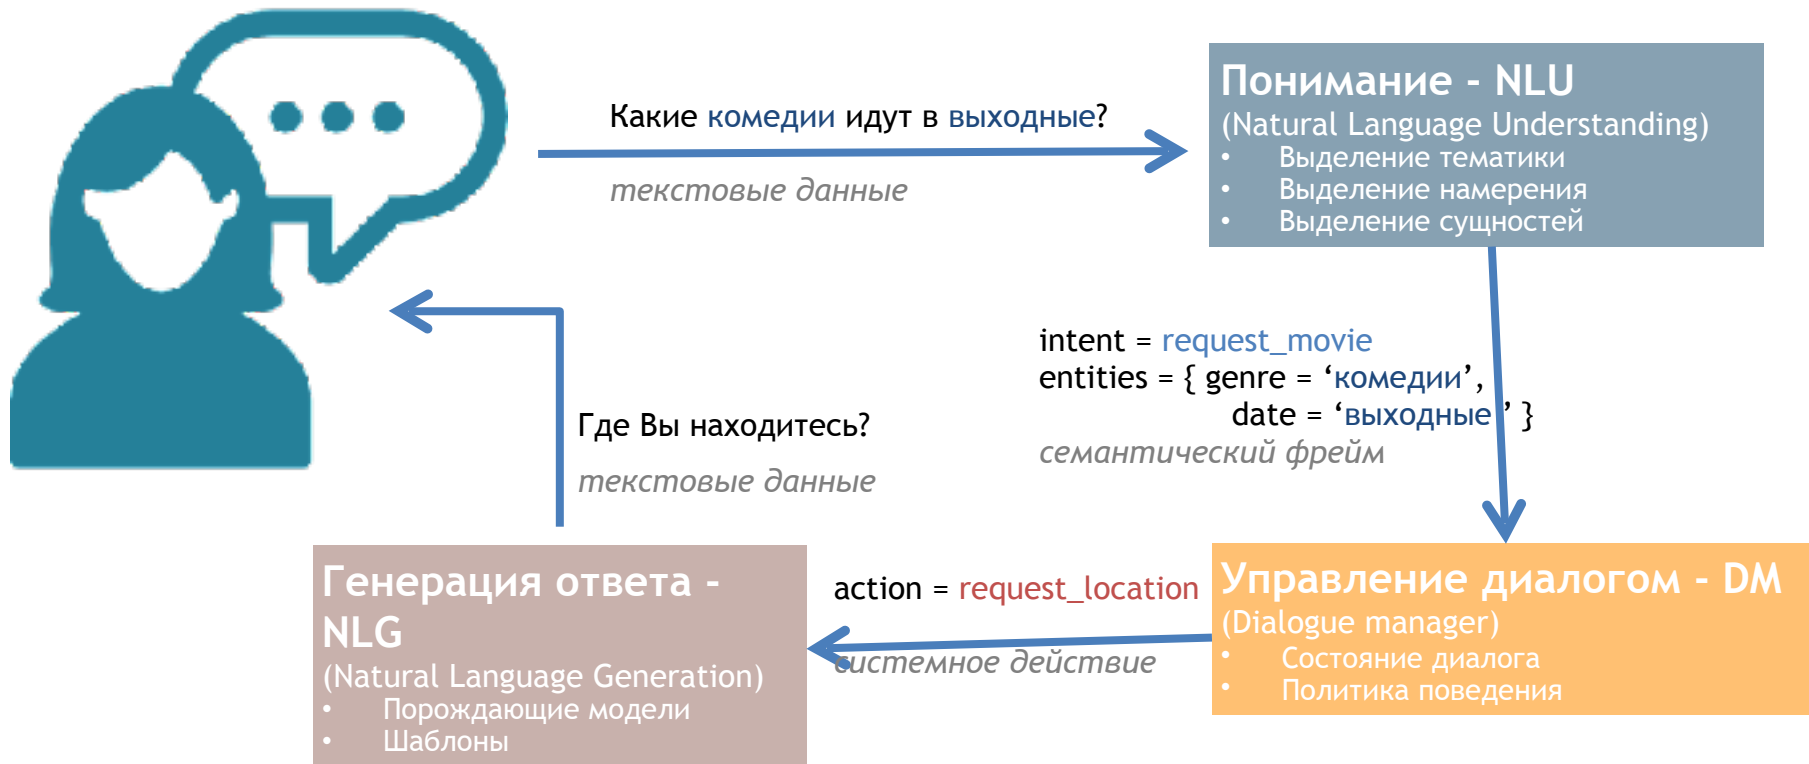 Какие комедии идут в выходные?
текстовые данные
Понимание - NLU
(Natural Language Understanding)
• Выделение тематики
• Выделение намерения
• Выделение сущностей
intent = request_movie
entities = { genre = ‘комедии’,
date = ‘выходные ’ }
семантический фрейм
Где Вы находитесь?
текстовые данные
Генерация ответа -
NLG
(Natural Language Generation)
• Порождающие модели
• Шаблоны
action = request_location
системное действие
Управление диалогом - DM
(Dialogue manager)
• Состояние диалога
• Политика поведения